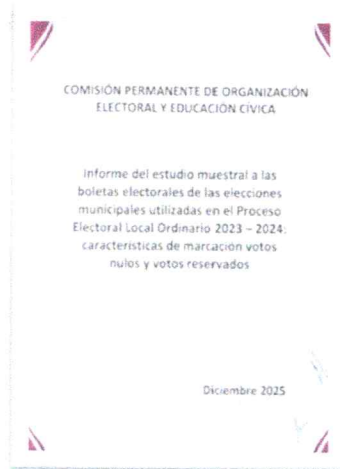 COMISIÓN PERMANENTE DE ORGANIZACIÓN
ELECTORAL Y EDUCACIÓN CÍVICA
Informe del estudio muestral a las
boletas electorales de las elecciones
municipales utilizadas en el Proceso
Electoral Local Ordinario 2023 – 2024:
características de marcación votos
nulos y votos reservados
Diciembre 2025